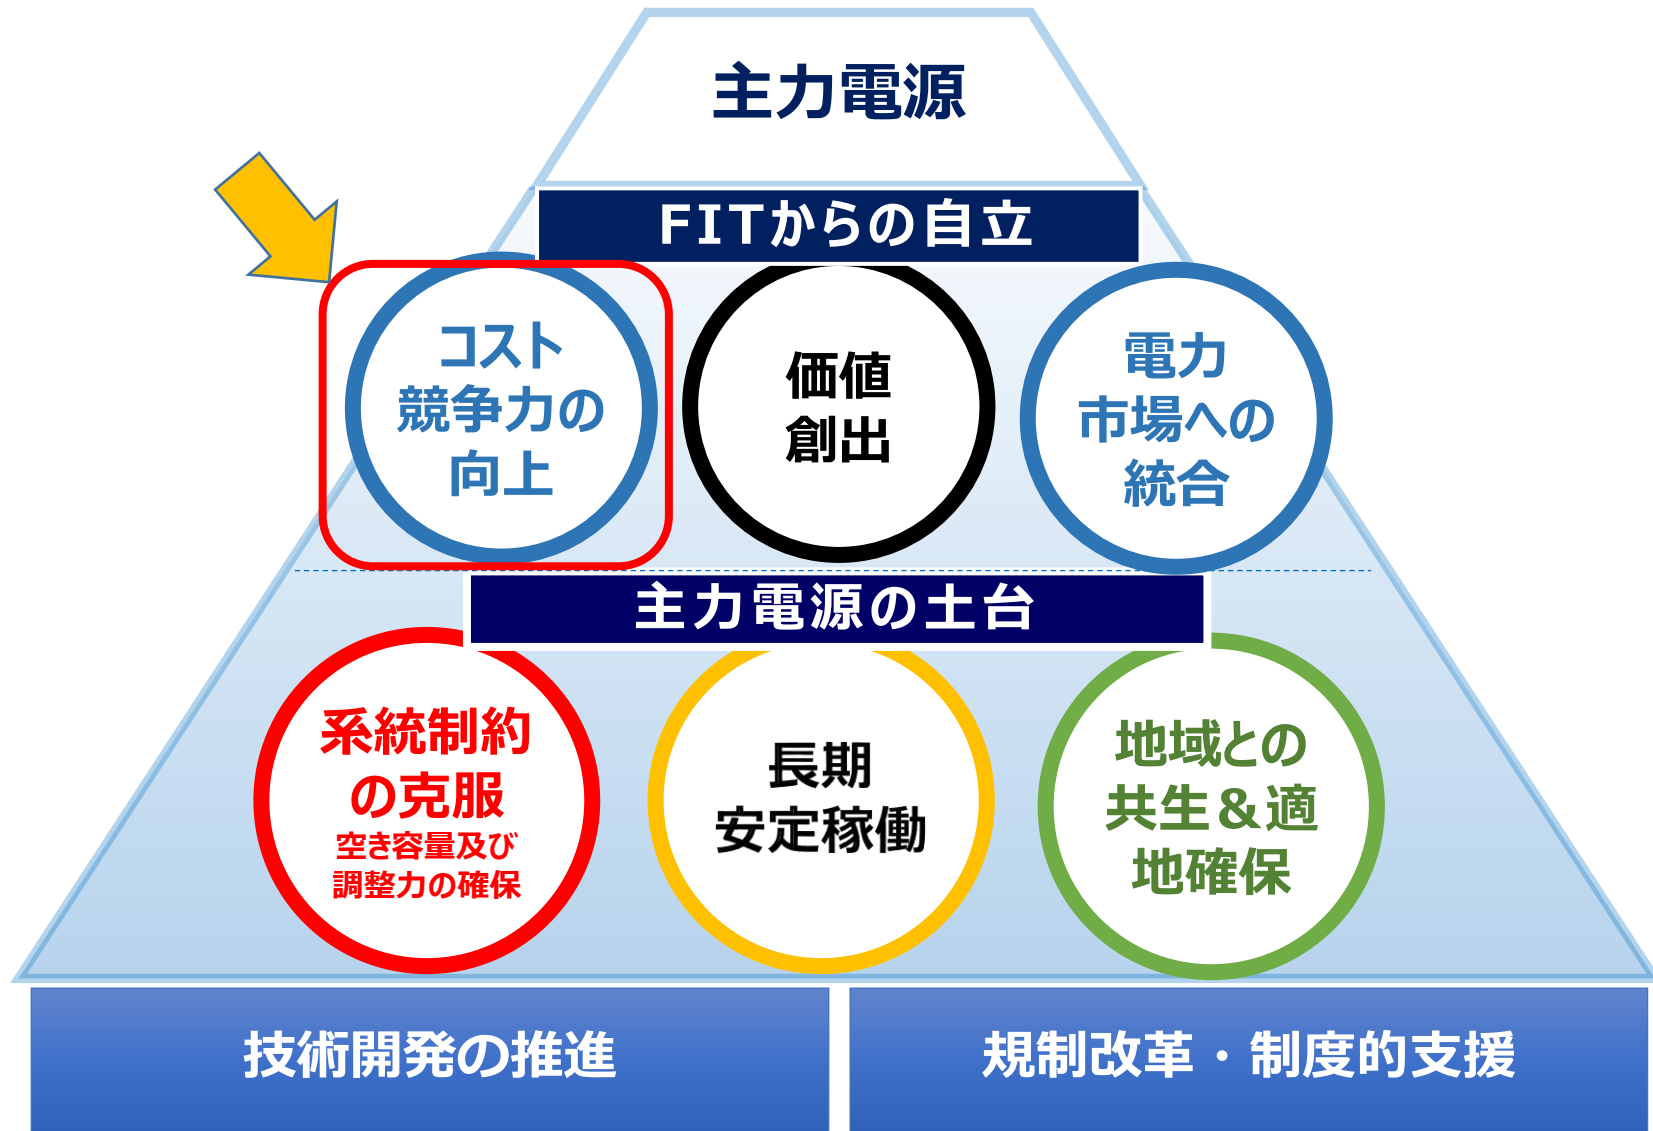 主力電源
FITからの自立
コスト
競争力の
向上
価値
創出
電力
市場への
統合
主力電源の土台
系統制約
の克服
空き容量及び
調整力の確保
長期
安定稼働
地域との
共生＆適
地確保
技術開発の推進
規制改革・制度的支援